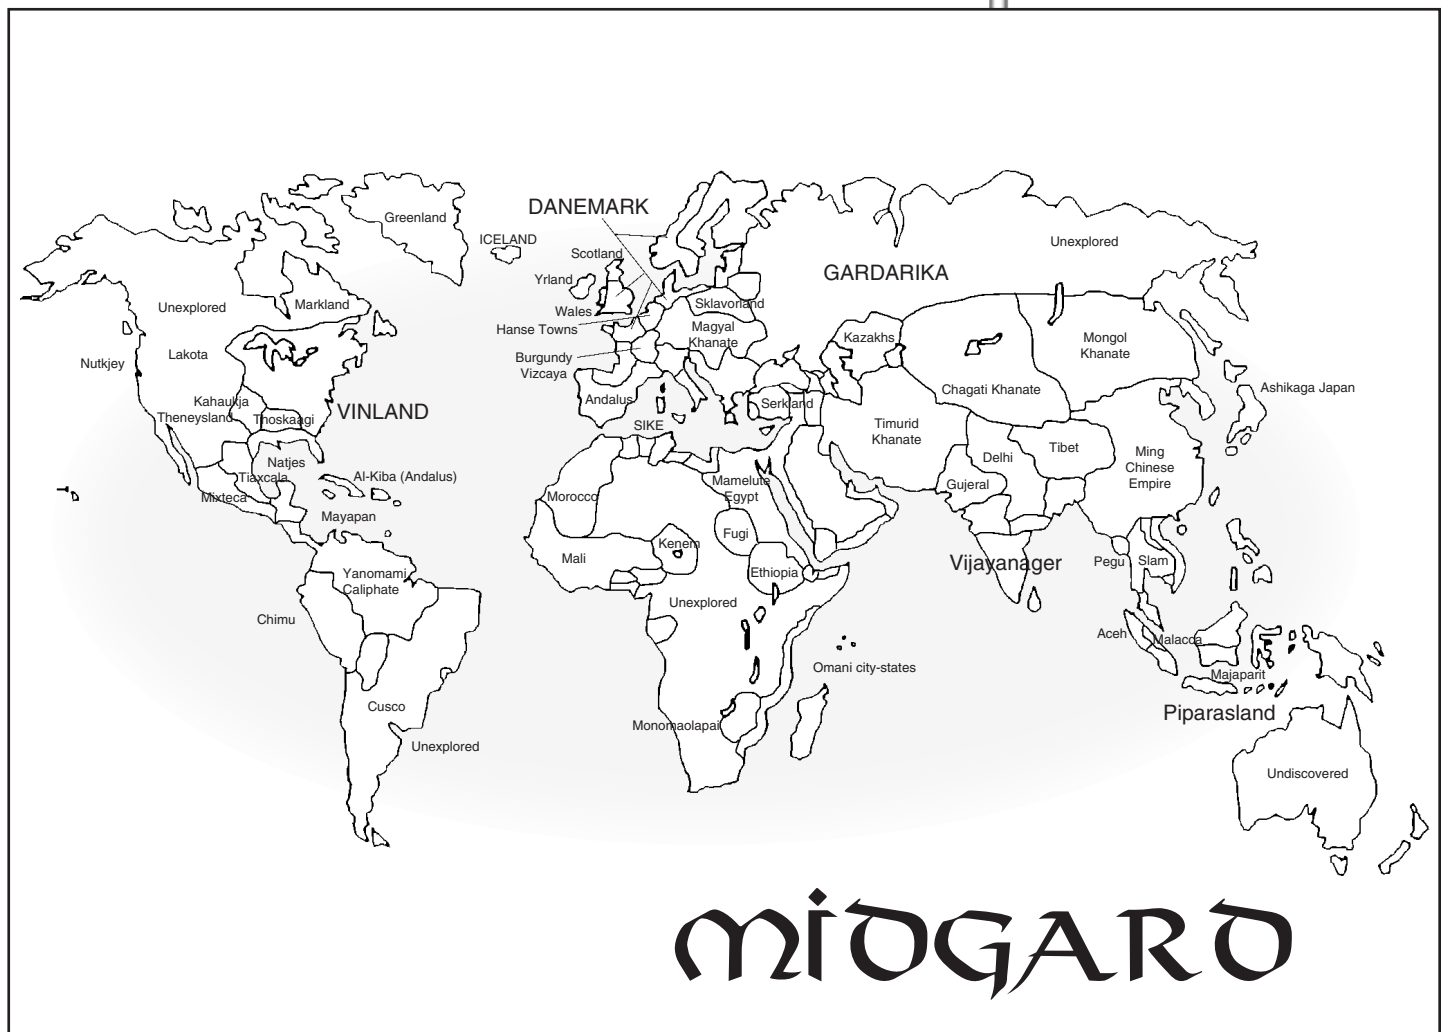 Greenland
DANEMARK
ICELAND
Scotland
Unexplored
GARDARIKA
Yrland
Unexplored
Markland
Sklavorland
Wales
Hanse Towns
Magyal
Khanate
Kazakhs
Mongol
Khanate
Lakota
Nutkjey
Burgundy
Vizcaya
Chagati Khanate
Ashikaga Japan
Kahaukja
Theneysland
Thoskaagi
VINLAND
Andalus
Serkland
SIKE
Timurid
Khanate
Tibet
Delhi
Ming
Chinese
Empire
Natjes
Tiaxcala
Al-Kiba (Andalus)
Mixteca
Morocco
Mamelute
Egypt
Gujeral
Mayapan
Fugi
Kenem
Mali
Ethiopia
Vijayanager
Pegu
Slam
Yanomami
Caliphate
Unexplored
Chimu
Aceh
Malacca
Omani city-states
Majaparit
Cusco
Piparasland
Monomaolapai
Unexplored
Undiscovered
MIDGARD